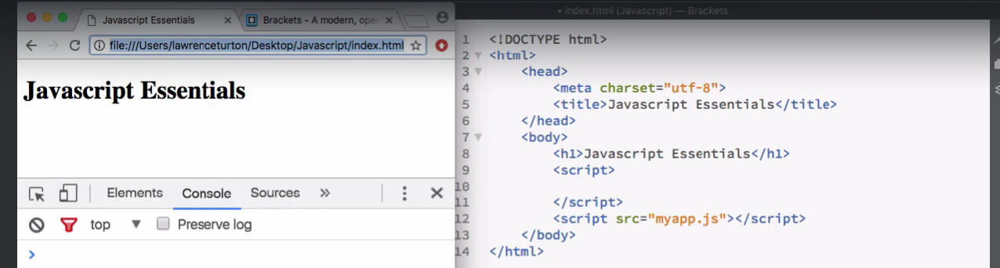 Javascript Essentials
Brackets - A modern, open
file:///Users/lawrenceturton/Desktop/Javascript/index.html
Javascript Essentials
Elements Console Sources »
top Preserve log
• index.html (Javascript) — Brackets
1 <!DOCTYPE html>
2 <html>
3 <head>
4 <meta charset="utf-8">
5 <title>Javascript Essentials</title>
6 </head>
7 <body>
8 <h1>Javascript Essentials</h1>
9 <script>
10
11 </script>
12 <script src="myapp.js"></script>
13 </body>
14 </html>